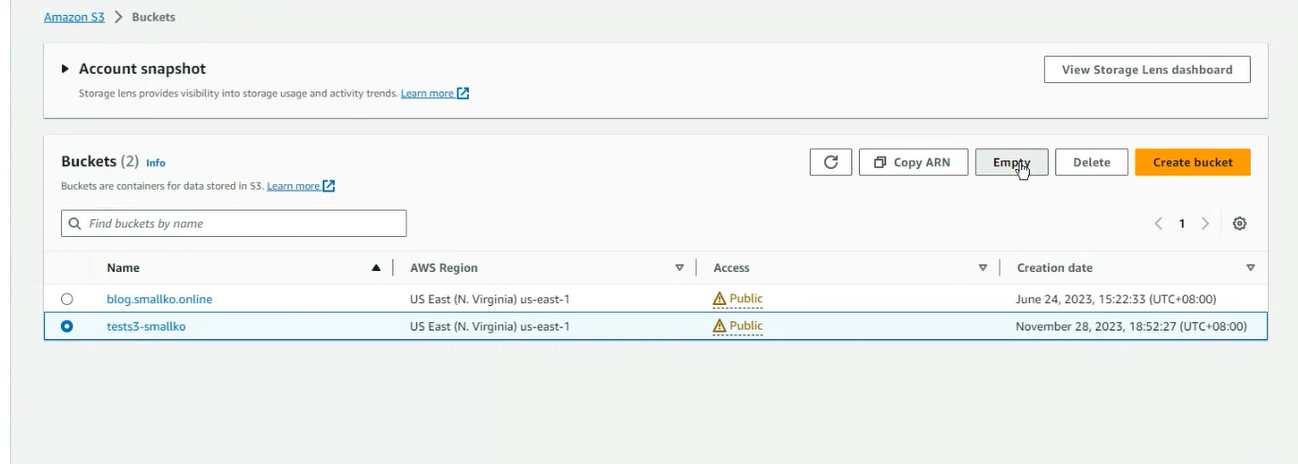 Amazon S3 > Buckets
Account snapshot
View Storage Lens dashboard
Storage lens provides visibility into storage usage and activity trends. Learn more
Buckets (2) Info
Copy ARN Empty Delete Create bucket
Buckets are containers for data stored in S3. Learn more
Find buckets by name
1
Name AWS Region Access Creation date
blog.smallko.online US East (N. Virginia) us-east-1 Public June 24, 2023, 15:22:33 (UTC+08:00)
tests3-smallko US East (N. Virginia) us-east-1 Public November 28, 2023, 18:52:27 (UTC+08:00)